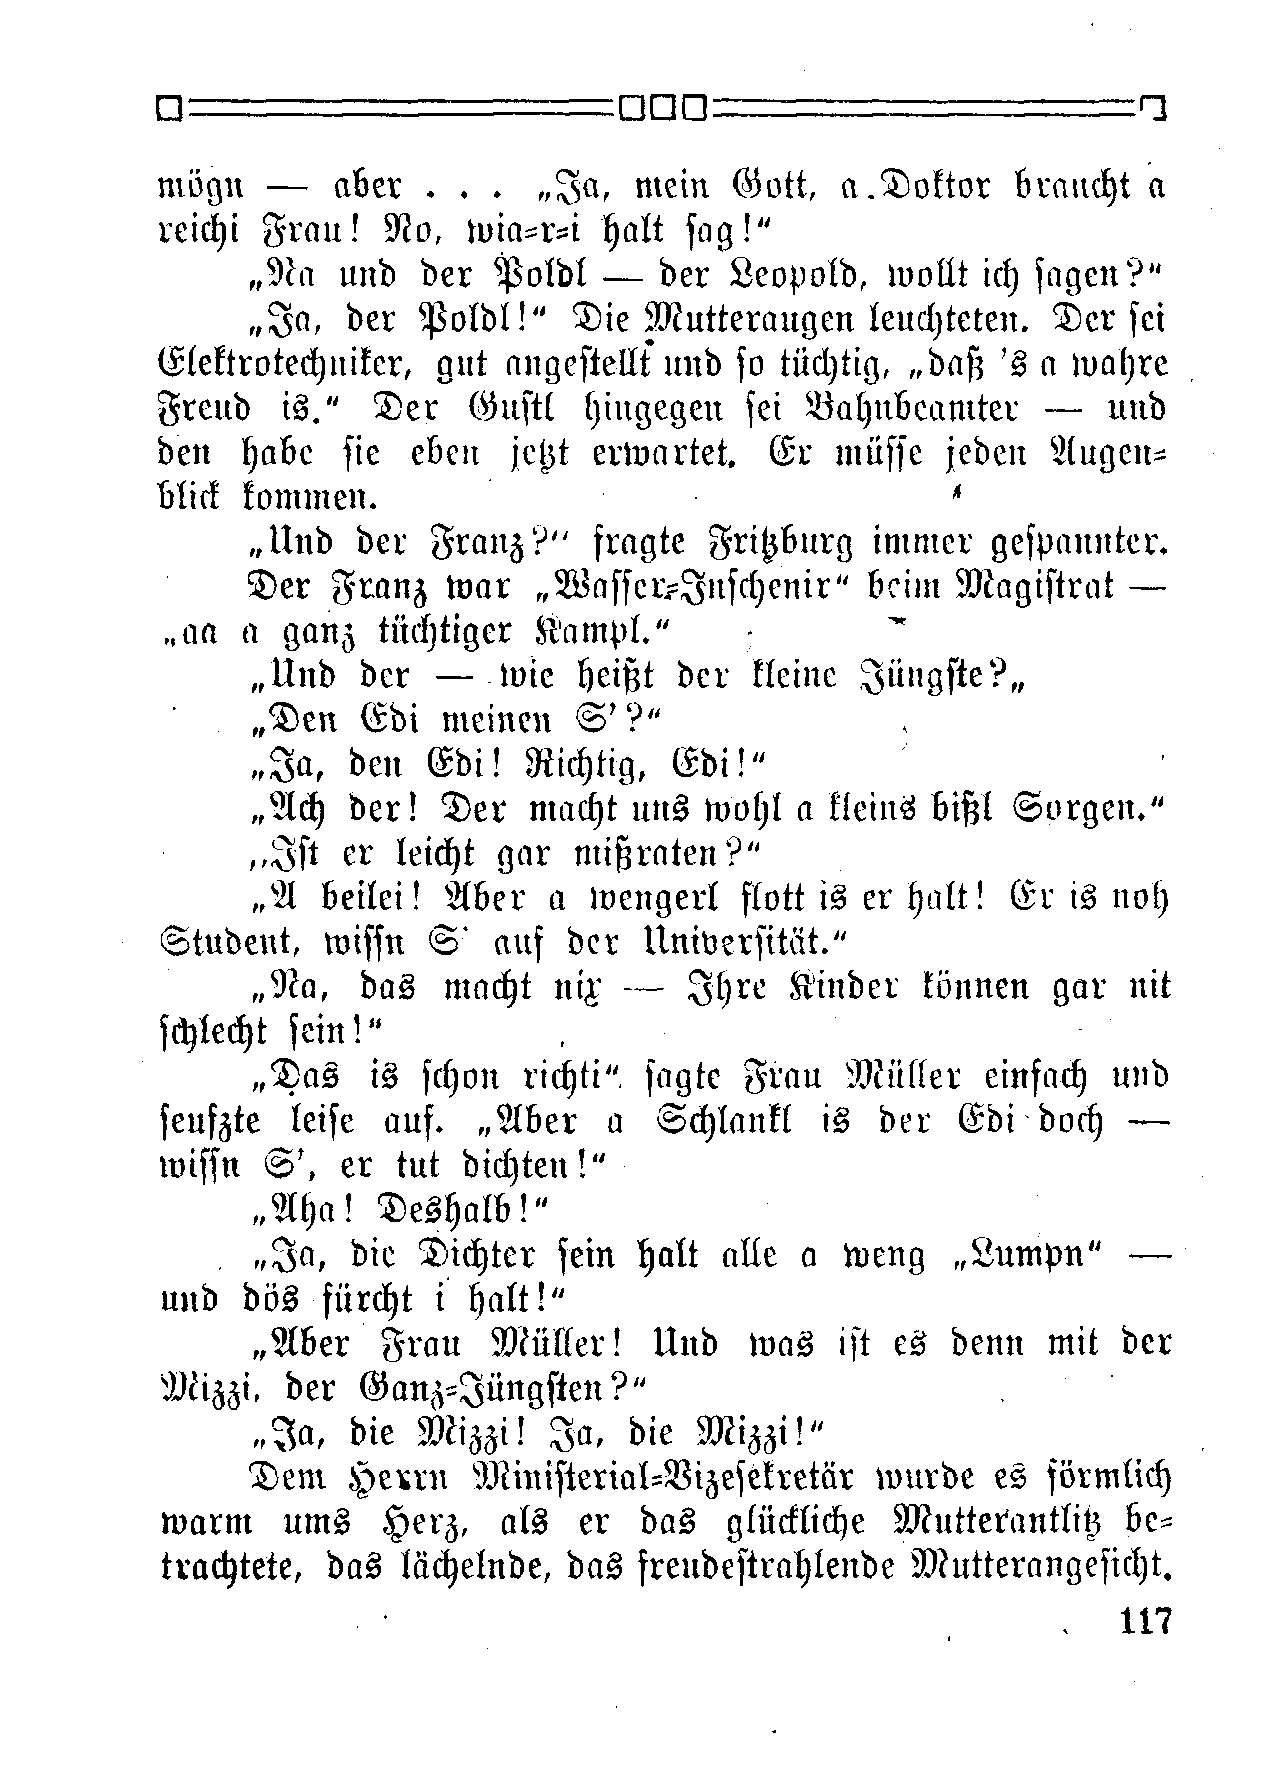 mögn — aber . . . „Ja, mein Gott, a Doktor braucht a
reichi Frau! No, wia=r=i halt sag!“
„Na und der Poldl — der Leopold, wollt ich sagen?“
„Ja, der Poldl!“ Die Mutteraugen leuchteten. Der sei
Elektrotechniker, gut angestellt und so tüchtig, „daß 's a wahre
Freud is.“ Der Gustl hingegen sei Bahnbeamter — und
den habe sie eben jetzt erwartet. Er müsse jeden Augen=
blick kommen.
„Und der Franz?“ fragte Fritzburg immer gespannter.
Der Franz war „Wasser=Inschenir“ beim Magistrat —
„aa a ganz tüchtiger Kampl.“
„Und der — wie heißt der kleine Jüngste?„
„Den Edi meinen S'?“
„Ja, den Edi! Richtig, Edi!“
„Ach der! Der macht uns wohl a kleins bißl Sorgen.“
„Ist er leicht gar mißraten?“
„A beilei! Aber a wengerl flott is er halt! Er is noh
Student, wissn S' auf der Universität.“
„Na, das macht nix — Ihre Kinder können gar nit
schlecht sein!“
„Das is schon richti“ sagte Frau Müller einfach und
seufzte leise auf. „Aber a Schlankl is der Edi doch —
wissn S', er tut dichten!“
„Aha! Deshalb!“
„Ja, die Dichter sein halt alle a weng „Lumpn“ —
und dös fürcht i halt!“
„Aber Frau Müller! Und was ist es denn mit der
Mizzi, der Ganz=Jüngsten?“
„Ja, die Mizzi! Ja, die Mizzi!“
Dem Herrn Ministerial=Vizesekretär wurde es förmlich
warm ums Herz, als er das glückliche Mutterantlitz be=
trachtete, das lächelnde, das freudestrahlende Mutterangesicht.
117